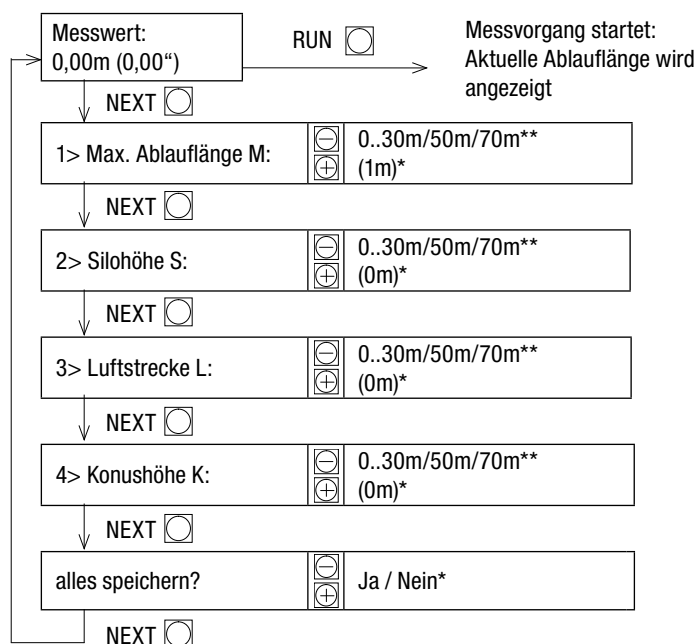 Messwert:
0,00m (0,00“)
RUN
Messvorgang startet:
Aktuelle Ablauflänge wird
angezeigt
NEXT
1> Max. Ablauflänge M:
0..30m/50m/70m**
(1m)*
NEXT
2> Silohöhe S:
0..30m/50m/70m**
(0m)*
NEXT
3> Luftstrecke L:
0..30m/50m/70m**
(0m)*
NEXT
4> Konushöhe K:
0..30m/50m/70m**
(0m)*
NEXT
alles speichern?
Ja / Nein*
NEXT